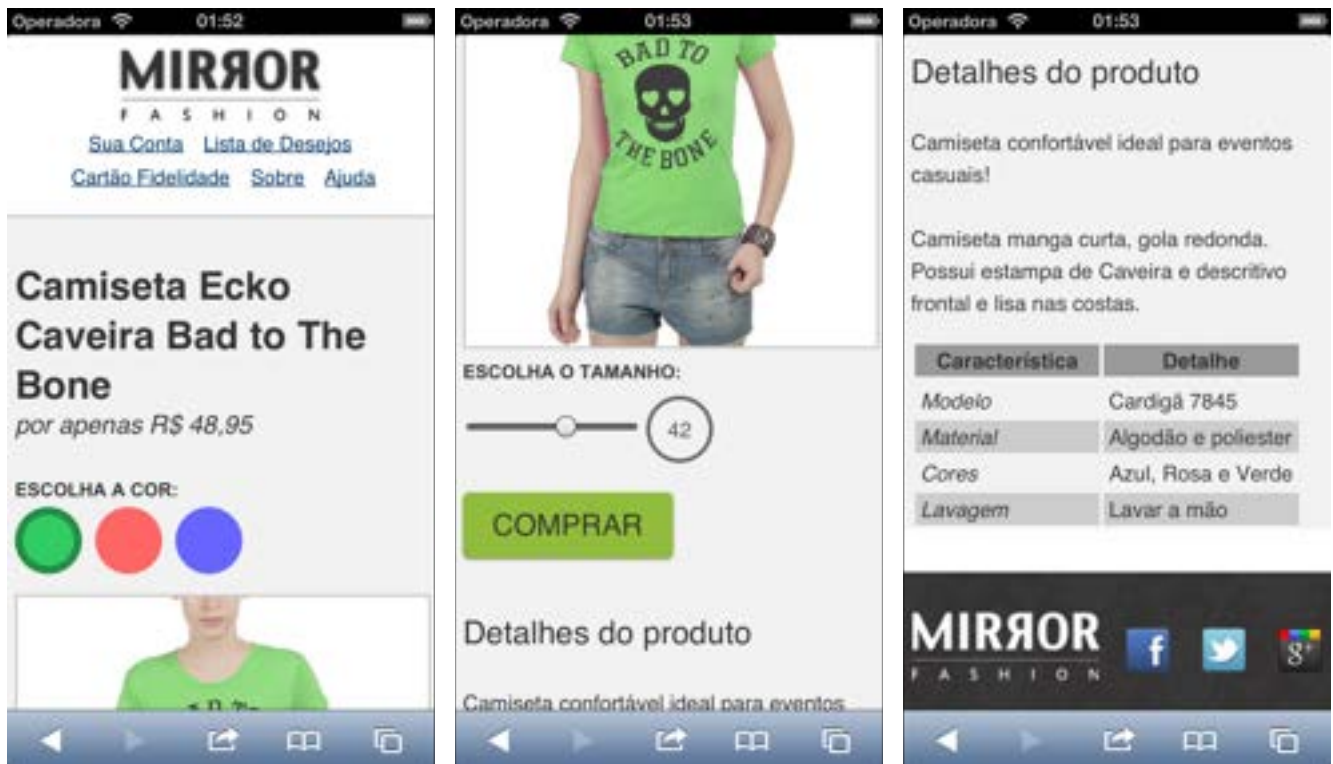 Operadora 01:52
MIRROR
FASHION
Sua Conta Lista de Desejos
Cartão Fidelidade Sobre Ajuda
Camiseta Ecko
Caveira Bad to The
Bone
por apenas R$ 48,95
ESCOLHA A COR:
Operadora 01:53
BAD TO
THE BONE
ESCOLHA O TAMANHO:
42
COMPRAR
Detalhes do produto
Camiseta confortável ideal para eventos
Operadora 01:53
Detalhes do produto
Camiseta confortável ideal para eventos
casuais!
Camiseta manga curta, gola redonda.
Possui estampa de Caveira e descritivo
frontal e lisa nas costas.
Característica Detalhe
Modelo Cardigã 7845
Material Algodão e poliester
Cores Azul, Rosa e Verde
Lavagem Lavar a mão
MIRROR
FASHION
f
g+